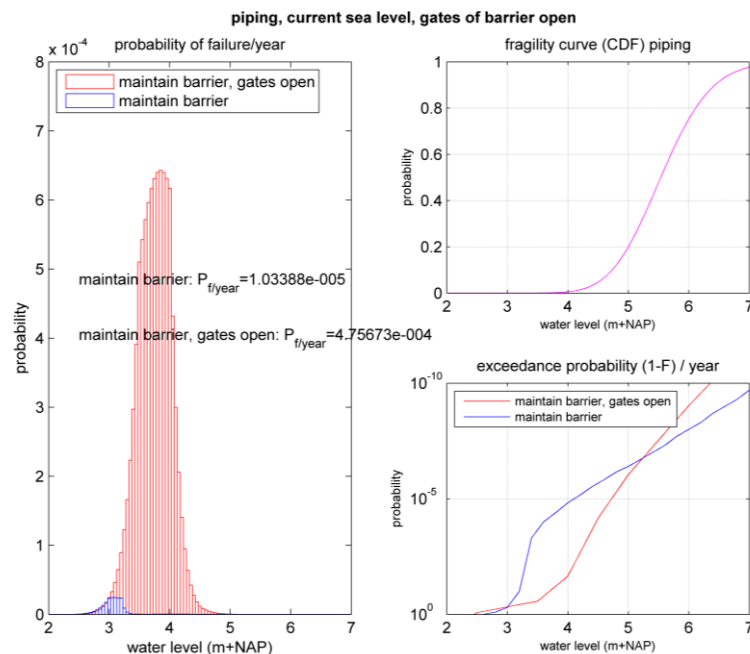 piping, current sea level, gates of barrier open
x 10^-4
probability of failure/year
8
7
6
5
4
3
2
1
0
probability
maintain barrier, gates open
maintain barrier
maintain barrier: P_f/year=1.03388e-005
maintain barrier, gates open: P_f/year=4.75673e-004
2 3 4 5 6 7
water level (m+NAP)
fragility curve (CDF) piping
1
0.8
0.6
0.4
0.2
0
probability
2 3 4 5 6 7
water level (m+NAP)
exceedance probability (1-F) / year
10^-10
10^-5
10^0
probability
maintain barrier, gates open
maintain barrier
2 3 4 5 6 7
water level (m+NAP)